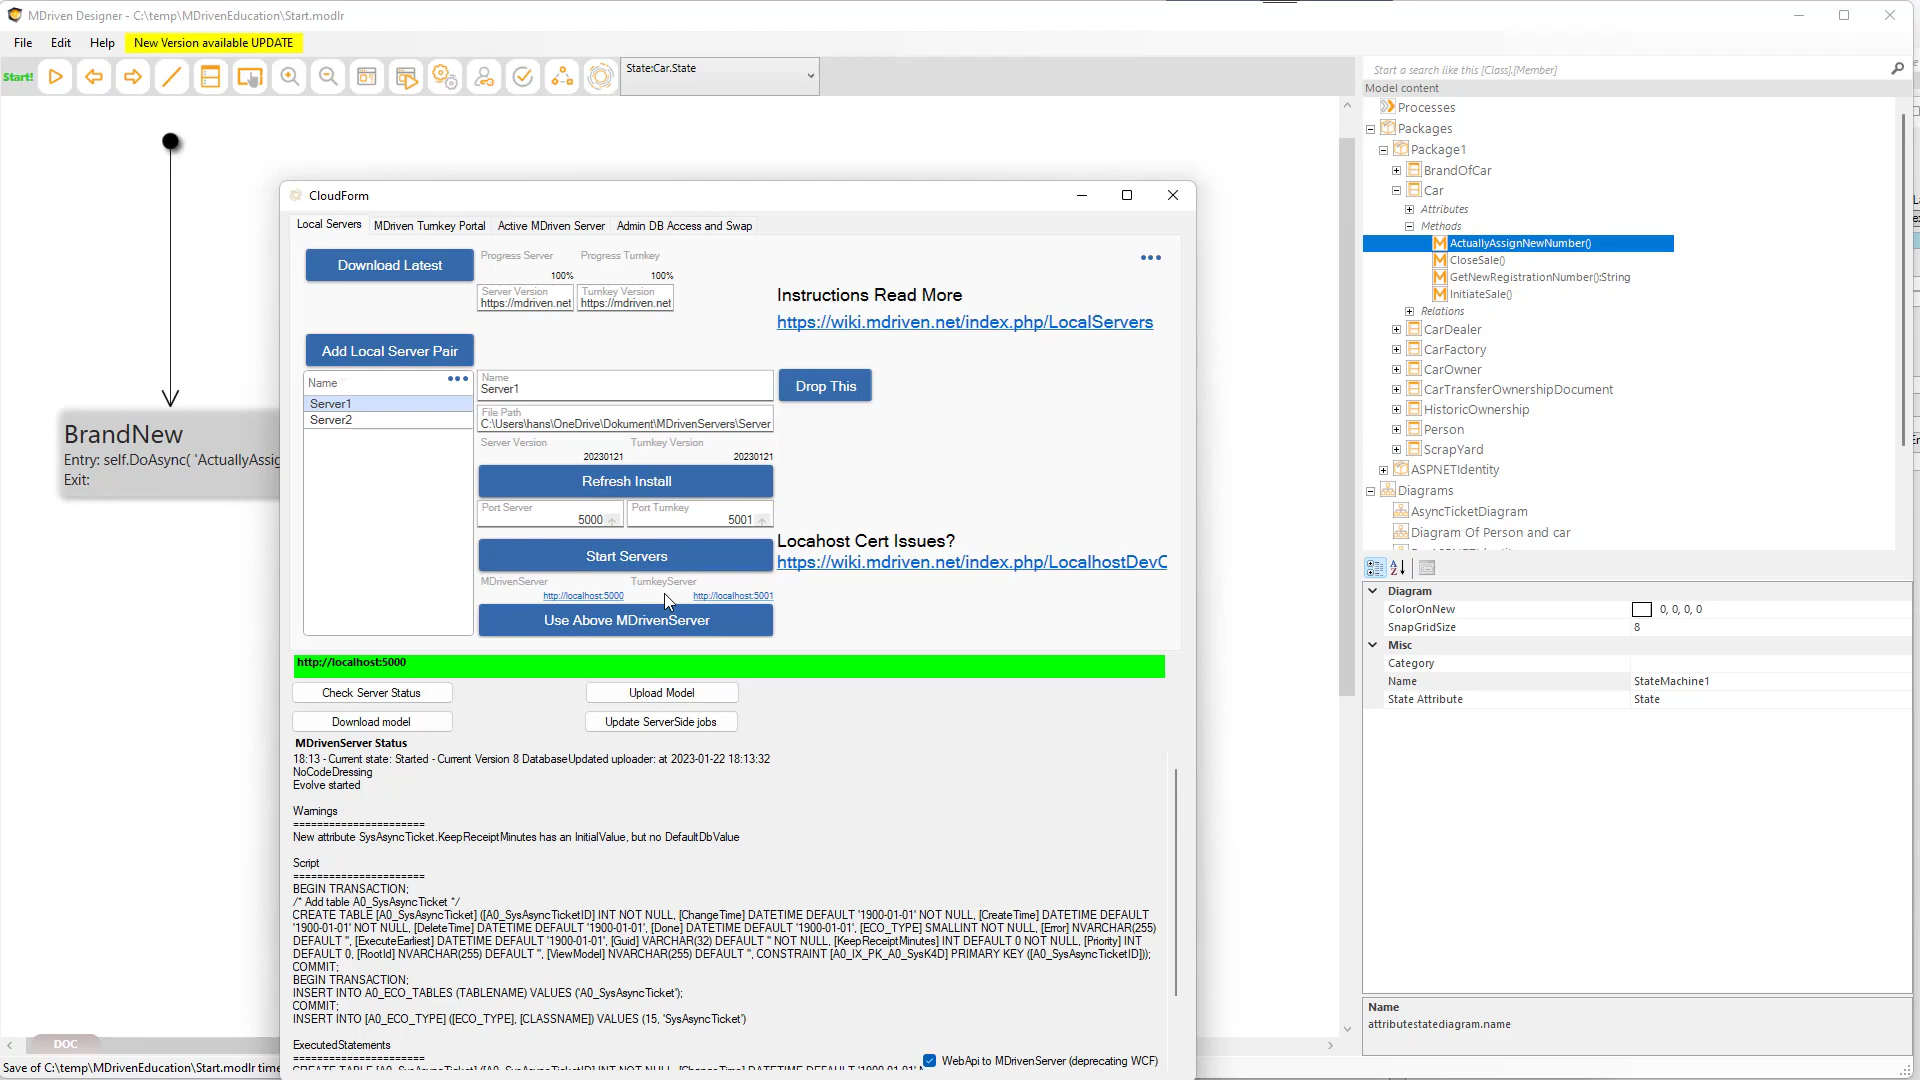 MDriven Designer - C:\temp\MDrivenEducation\Start.modlr
File Edit Help New Version available UPDATE
Start!
State:Car.State
BrandNew
Entry: self.DoAsync( 'ActuallyAssig
Exit:
DOC
Save of C:\temp\MDrivenEducation\Start.modlr time
CloudForm
Local Servers MDriven Turnkey Portal Active MDriven Server Admin DB Access and Swap
Download Latest
Progress Server Progress Turnkey
100% 100%
Server Version Turnkey Version
https://mdriven.net https://mdriven.net
Instructions Read More
https://wiki.mdriven.net/index.php/LocalServers
Add Local Server Pair
Name
Server1
Server2
Name
Server1
Drop This
File Path
C:\Users\hans\OneDrive\Dokument\MDrivenServers\Server
Server Version Turnkey Version
20230121 20230121
Refresh Install
Port Server Port Turnkey
5000 5001
Start Servers
Locahost Cert Issues?
https://wiki.mdriven.net/index.php/LocalhostDevC
MDrivenServer TurnkeyServer
http://localhost:5000 http://localhost:5001
Use Above MDrivenServer
http://localhost:5000
Check Server Status Upload Model
Download model Update ServerSide jobs
MDrivenServer Status
18:13 - Current state: Started - Current Version 8 DatabaseUpdated uploader: at 2023-01-22 18:13:32
NoCodeDressing
Evolve started
Warnings
======================
New attribute SysAsyncTicket.KeepReceiptMinutes has an InitialValue, but no DefaultDbValue
Script
======================
BEGIN TRANSACTION;
/* Add table A0_SysAsyncTicket */
CREATE TABLE [A0_SysAsyncTicket] ([A0_SysAsyncTicketID] INT NOT NULL, [ChangeTime] DATETIME DEFAULT '1900-01-01' NOT NULL, [CreateTime] DATETIME DEFAULT
'1900-01-01' NOT NULL, [DeleteTime] DATETIME DEFAULT '1900-01-01', [Done] DATETIME DEFAULT '1900-01-01', [ECO_TYPE] SMALLINT NOT NULL, [Error] NVARCHAR(255)
DEFAULT '', [ExecuteEarliest] DATETIME DEFAULT '1900-01-01', [Guid] VARCHAR(32) DEFAULT '' NOT NULL, [KeepReceiptMinutes] INT DEFAULT 0 NOT NULL, [Priority] INT
DEFAULT 0, [RootId] NVARCHAR(255) DEFAULT '', [ViewModel] NVARCHAR(255) DEFAULT '', CONSTRAINT [A0_IX_PK_A0_SysK4D] PRIMARY KEY ([A0_SysAsyncTicketID]));
COMMIT;
BEGIN TRANSACTION;
INSERT INTO A0_ECO_TABLES (TABLENAME) VALUES ('A0_SysAsyncTicket');
COMMIT;
INSERT INTO [A0_ECO_TYPE] ([ECO_TYPE], [CLASSNAME]) VALUES (15, 'SysAsyncTicket')
ExecutedStatements
======================
WebApi to MDrivenServer (deprecating WCF)
Start a search like this [Class].[Member]
Model content
Processes
Packages
Package1
BrandOfCar
Car
Attributes
Methods
ActuallyAssignNewNumber()
CloseSale()
GetNewRegistrationNumber():String
InitiateSale()
Relations
CarDealer
CarFactory
CarOwner
CarTransferOwnershipDocument
HistoricOwnership
Person
ScrapYard
ASPNETIdentity
Diagrams
AsyncTicketDiagram
Diagram Of Person and car
Diagram
ColorOnNew 0, 0, 0, 0
SnapGridSize 8
Misc
Category
Name StateMachine1
State Attribute State
Name
attributestatediagram.name